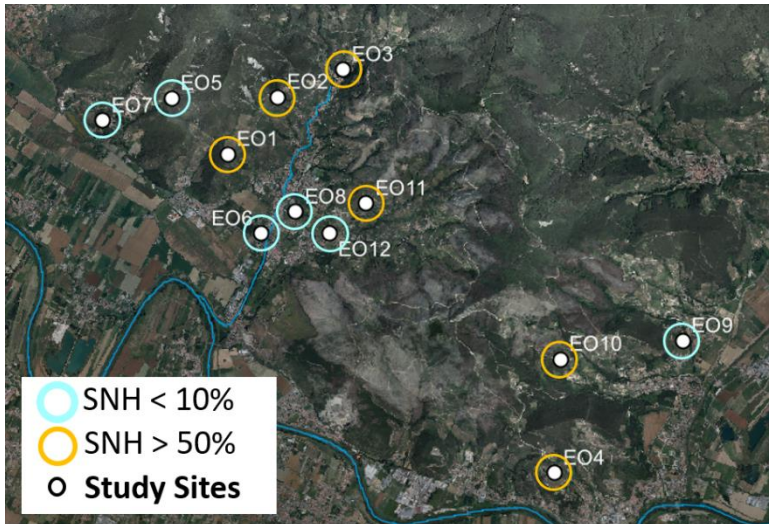 EO3
EO5
EO2
EO7
EO1
EO11
EO8
EO6
EO12
EO9
EO10
EO4
SNH < 10%
SNH > 50%
Study Sites